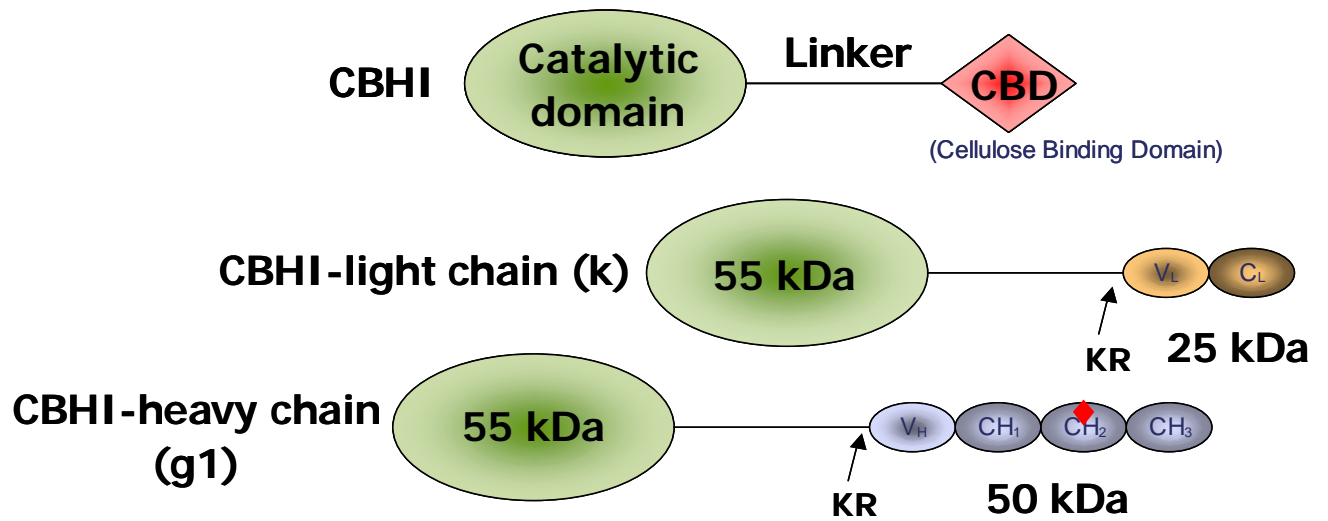 CBHI
Catalytic
domain
Linker
CBD
(Cellulose Binding Domain)
CBHI-light chain (k)
55 kDa
VL
CL
KR
25 kDa
CBHI-heavy chain
(g1)
55 kDa
VH
CH1
CH2
CH3
KR
50 kDa